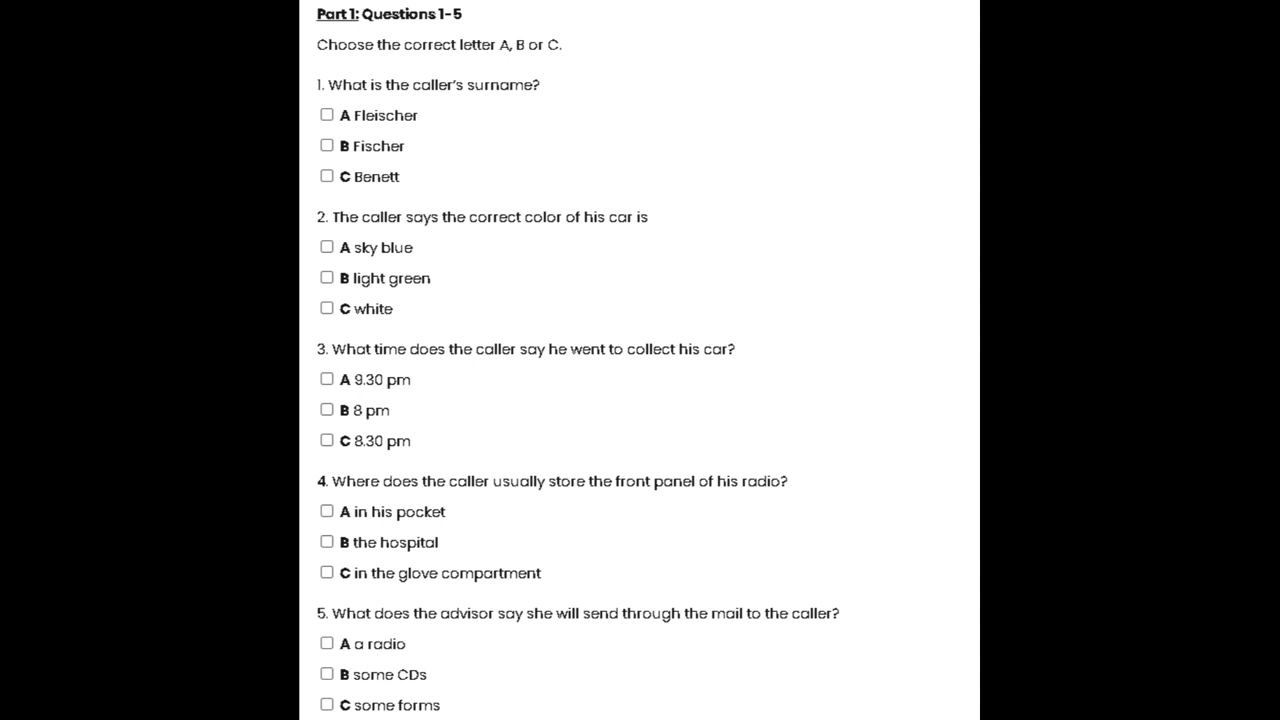 Part 1: Questions 1-5
Choose the correct letter A, B or C.
1. What is the caller's surname?
A Fleischer
B Fischer
C Benett
2. The caller says the correct color of his car is
A sky blue
B light green
C white
3. What time does the caller say he went to collect his car?
A 9.30 pm
B 8 pm
C 8.30 pm
4. Where does the caller usually store the front panel of his radio?
A in his pocket
B the hospital
C in the glove compartment
5. What does the advisor say she will send through the mail to the caller?
A a radio
B some CDs
C some forms